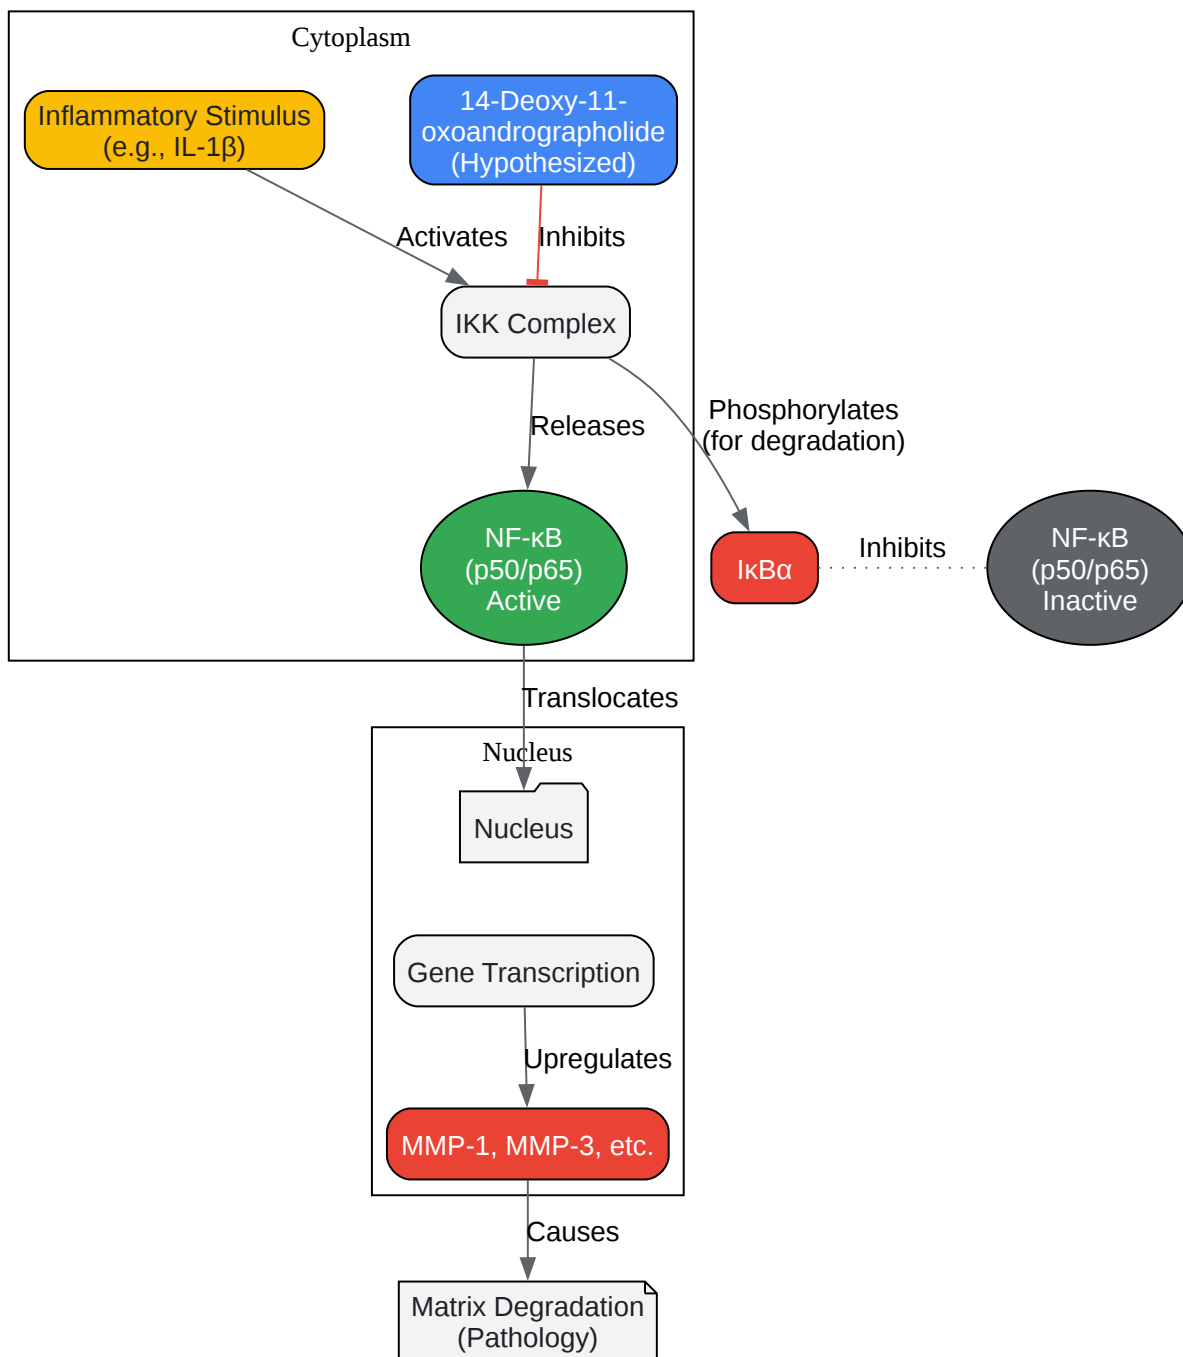 Cytoplasm
Inflammatory Stimulus
(e.g., IL-1β)
14-Deoxy-11-
oxoandrographolide
(Hypothesized)
Activates
Inhibits
IKK Complex
Releases
Phosphorylates
(for degradation)
NF-κB
(p50/p65)
Active
IκBα
Inhibits
NF-κB
(p50/p65)
Inactive
Translocates
Nucleus
Nucleus
Gene Transcription
Upregulates
MMP-1, MMP-3, etc.
Causes
Matrix Degradation
(Pathology)